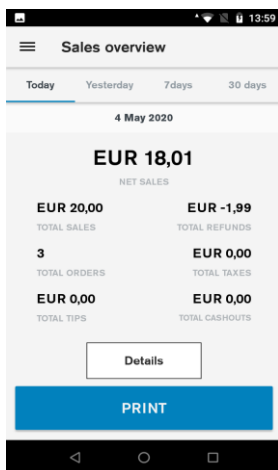 13:59
Sales overview
Today Yesterday 7days 30 days
4 May 2020
EUR 18,01
NET SALES
EUR 20,00 EUR -1,99
TOTAL SALES TOTAL REFUNDS
3 EUR 0,00
TOTAL ORDERS TOTAL TAXES
EUR 0,00 EUR 0,00
TOTAL TIPS TOTAL CASHOUTS
Details
PRINT